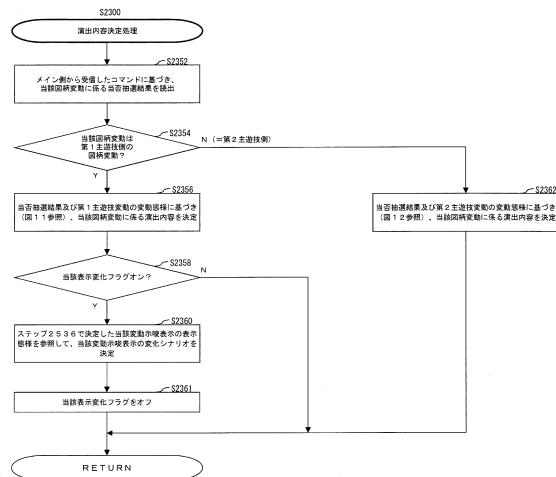 S2300
演出内容決定処理
S2352
メイン側から受信したコマンドに基づき、
当該図柄変動に係る当否抽選結果を読出
S2354
当該図柄変動は
第1主遊技側の
図柄変動？
N（＝第2主遊技側）
Y
S2356
当否抽選結果及び第1主遊技変動の変動態様に基づき
（図11参照）、当該図柄変動に係る演出内容を決定
S2362
当否抽選結果及び第2主遊技変動の変動態様に基づき
（図12参照）、当該図柄変動に係る演出内容を決定
S2358
当該表示変化フラグオン？
N
Y
S2360
ステップ2536で決定した当該変動示唆表示の表示
態様を参照して、当該変動示唆表示の変化シナリオを
決定
S2361
当該表示変化フラグをオフ
RETURN